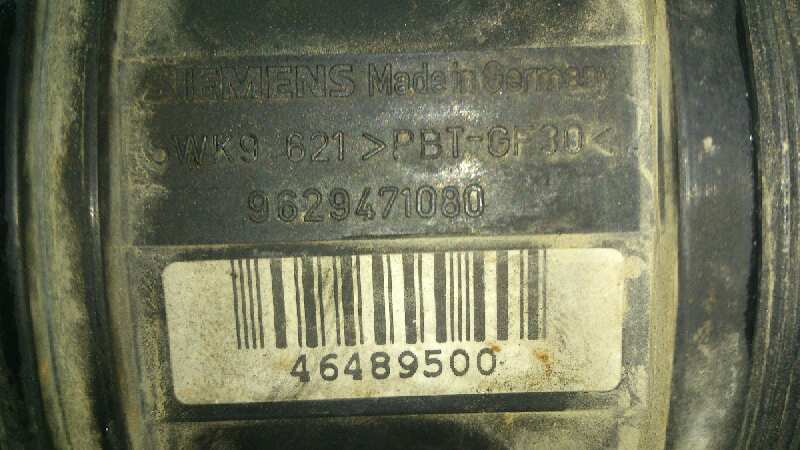 SIEMENS Made in Germany
5WK9 621 >PBT-GF30<
9629471080
46489500